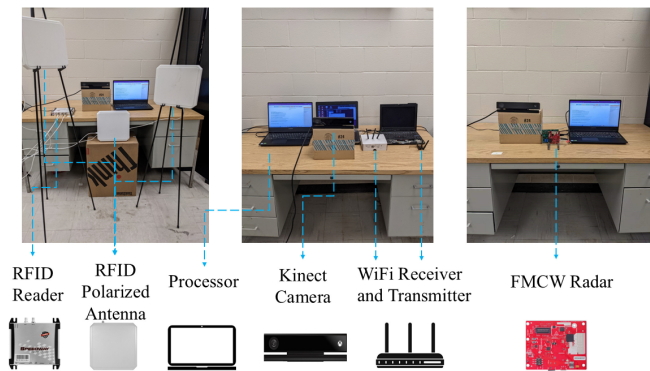 RFID
Reader
RFID
Polarized
Antenna
Processor
Kinect
Camera
WiFi Receiver
and Transmitter
FMCW Radar